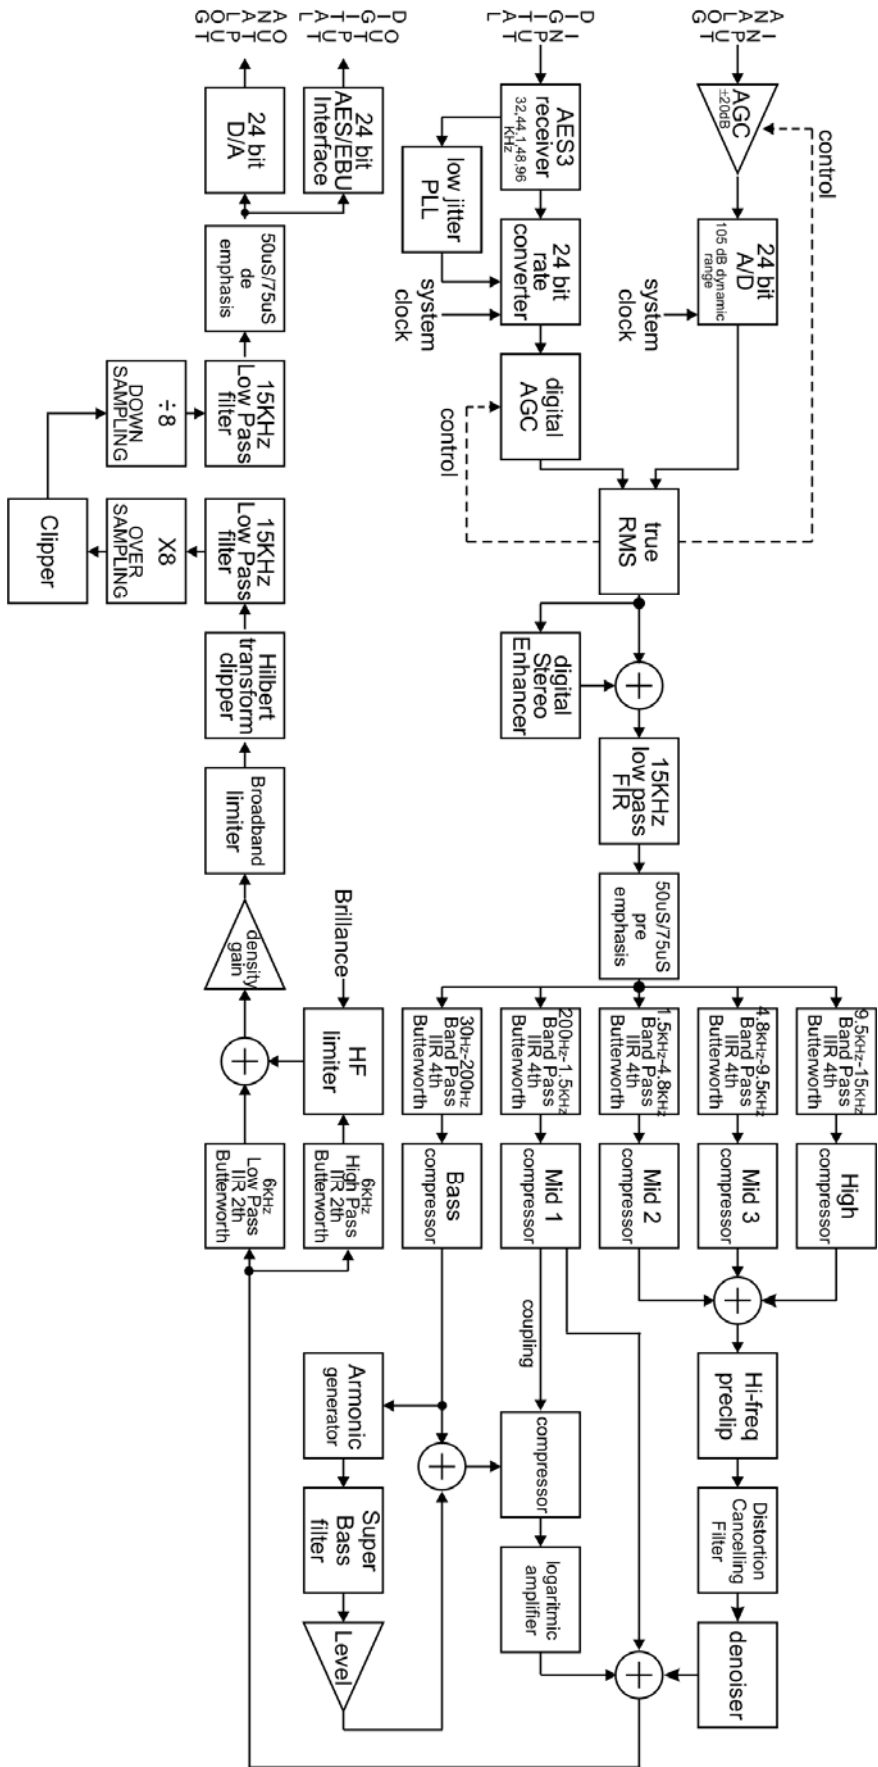 ANALOG
INPUT
AGC
±20dB
control
24 bit
A/D
105 dB dynamic
range
system
clock
DIGITAL
INPUT
AES3
receiver
32,44.1,48,96
KHz
low jitter
PLL
24 bit
rate
converter
system
clock
digital
AGC
control
true
RMS
digital
Stereo
Enhancer
15KHz
low pass
FIR
50uS/75uS
pre
emphasis
9.5KHz-15KHz
Band Pass
IIR 4th
Butterworth
High
compressor
4.8KHz-9.5KHz
Band Pass
IIR 4th
Butterworth
Mid 3
compressor
1.5KHz-4.8KHz
Band Pass
IIR 4th
Butterworth
Mid 2
compressor
200Hz-1.5KHz
Band Pass
IIR 4th
Butterworth
Mid 1
compressor
30Hz-200Hz
Band Pass
IIR 4th
Butterworth
Bass
compressor
Hi-freq
preclip
Distortion
Cancelling
Filter
denoiser
coupling
compressor
logaritmic
amplifier
Armonic
generator
Super
Bass
filter
Level
6KHz
High Pass
IIR 2th
Butterworth
6KHz
Low Pass
IIR 2th
Butterworth
Brillance
HF
limiter
density
gain
Broadband
limiter
Hilbert
transform
clipper
15KHz
Low Pass
filter
X8
OVER
SAMPLING
Clipper
÷8
DOWN
SAMPLING
15KHz
Low Pass
filter
50uS/75uS
de
emphasis
24 bit
AES/EBU
Interface
DIGITAL
OUTPUT
24 bit
D/A
ANALOG
OUTPUT